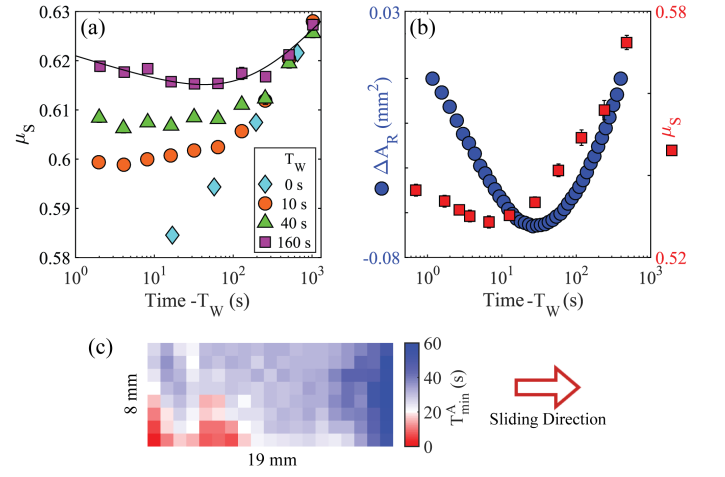 (a)
μS
0.63
0.62
0.61
0.6
0.59
0.58
TW
0 s
10 s
40 s
160 s
10^0 10^1 10^2 10^3
Time -TW (s)
(b)
ΔAR (mm²)
0.03
-0.08
0.58
0.52
μS
10^0 10^1 10^2 10^3
Time -TW (s)
(c)
8 mm
19 mm
60
40
20
0
T^A_min (s)
Sliding Direction